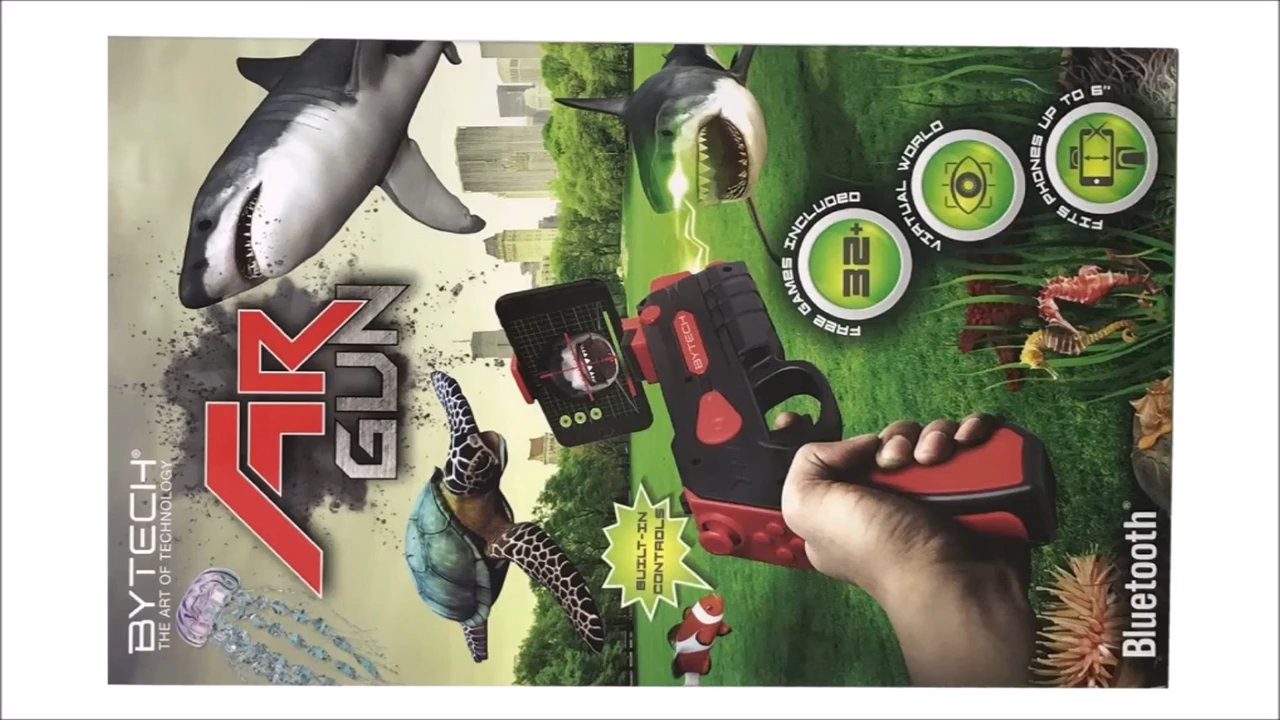 BYTECH®
THE ART OF TECHNOLOGY
AR
GUN
BYTECH
BUILT-IN
CONTROLS
32+
FREE GAMES INCLUDED
VIRTUAL WORLD
FITS PHONES UP TO 6"
Bluetooth®